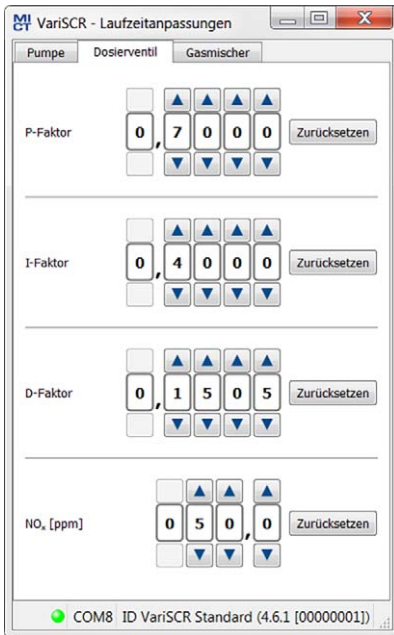 MI
CT
VariSCR - Laufzeitanpassungen
Pumpe Dosierventil Gasmischer
P-Faktor 0,7000 Zurücksetzen
I-Faktor 0,4000 Zurücksetzen
D-Faktor 0,1505 Zurücksetzen
NOₓ [ppm] 050,0 Zurücksetzen
COM8 ID VariSCR Standard (4.6.1 [00000001])